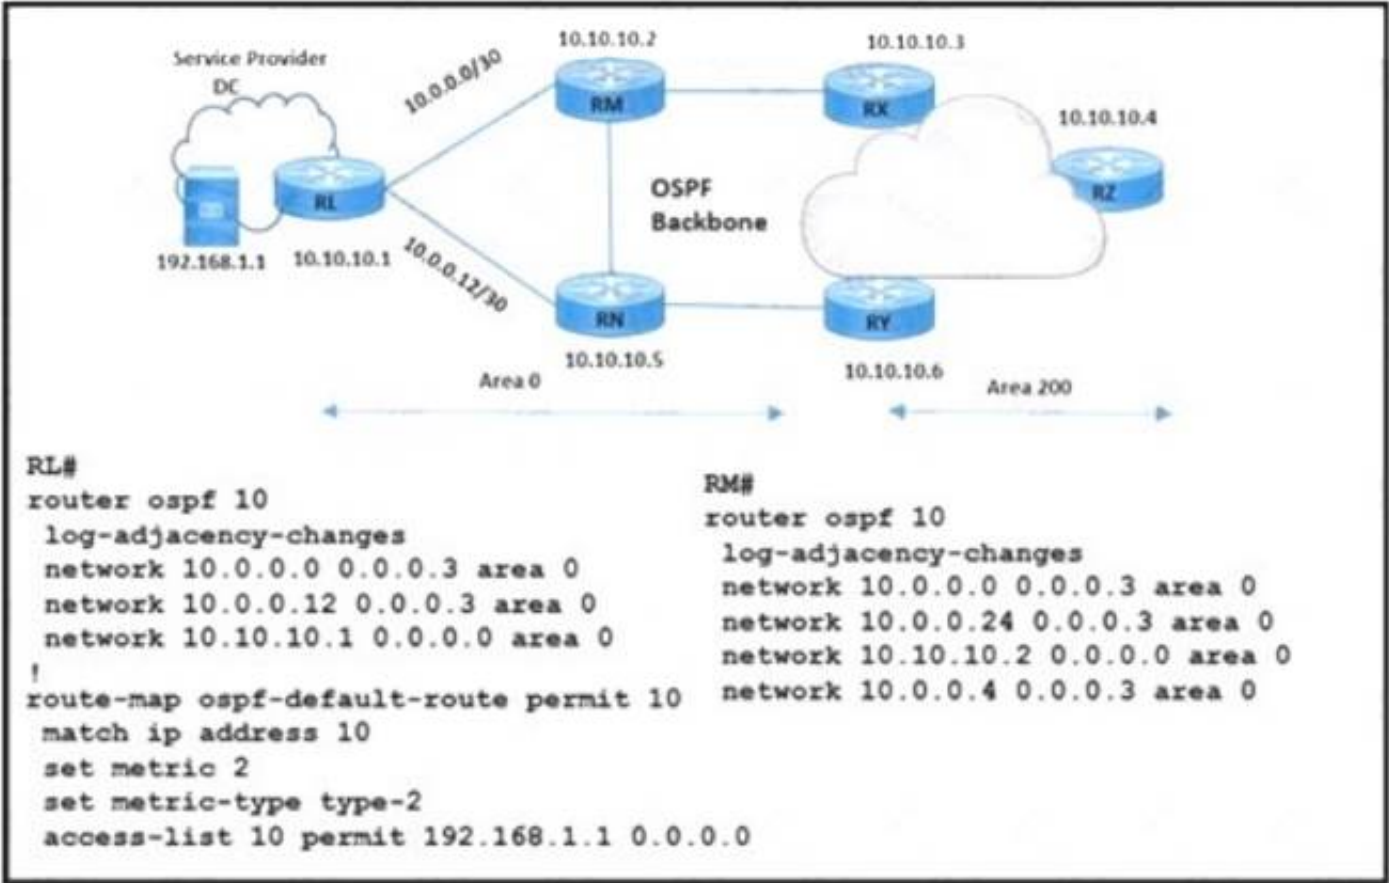 Service Provider
DC
10.0.0.0/30
10.10.10.2
10.10.10.3
10.10.10.4
RM
RX
RZ
RL
OSPF
Backbone
192.168.1.1
10.10.10.1
10.0.0.12/30
RN
RY
10.10.10.5
10.10.10.6
Area 0
Area 200
RL#
router ospf 10
log-adjacency-changes
network 10.0.0.0 0.0.0.3 area 0
network 10.0.0.12 0.0.0.3 area 0
network 10.10.10.1 0.0.0.0 area 0
!
route-map ospf-default-route permit 10
match ip address 10
set metric 2
set metric-type type-2
access-list 10 permit 192.168.1.1 0.0.0.0
RM#
router ospf 10
log-adjacency-changes
network 10.0.0.0 0.0.0.3 area 0
network 10.0.0.24 0.0.0.3 area 0
network 10.10.10.2 0.0.0.0 area 0
network 10.0.0.4 0.0.0.3 area 0